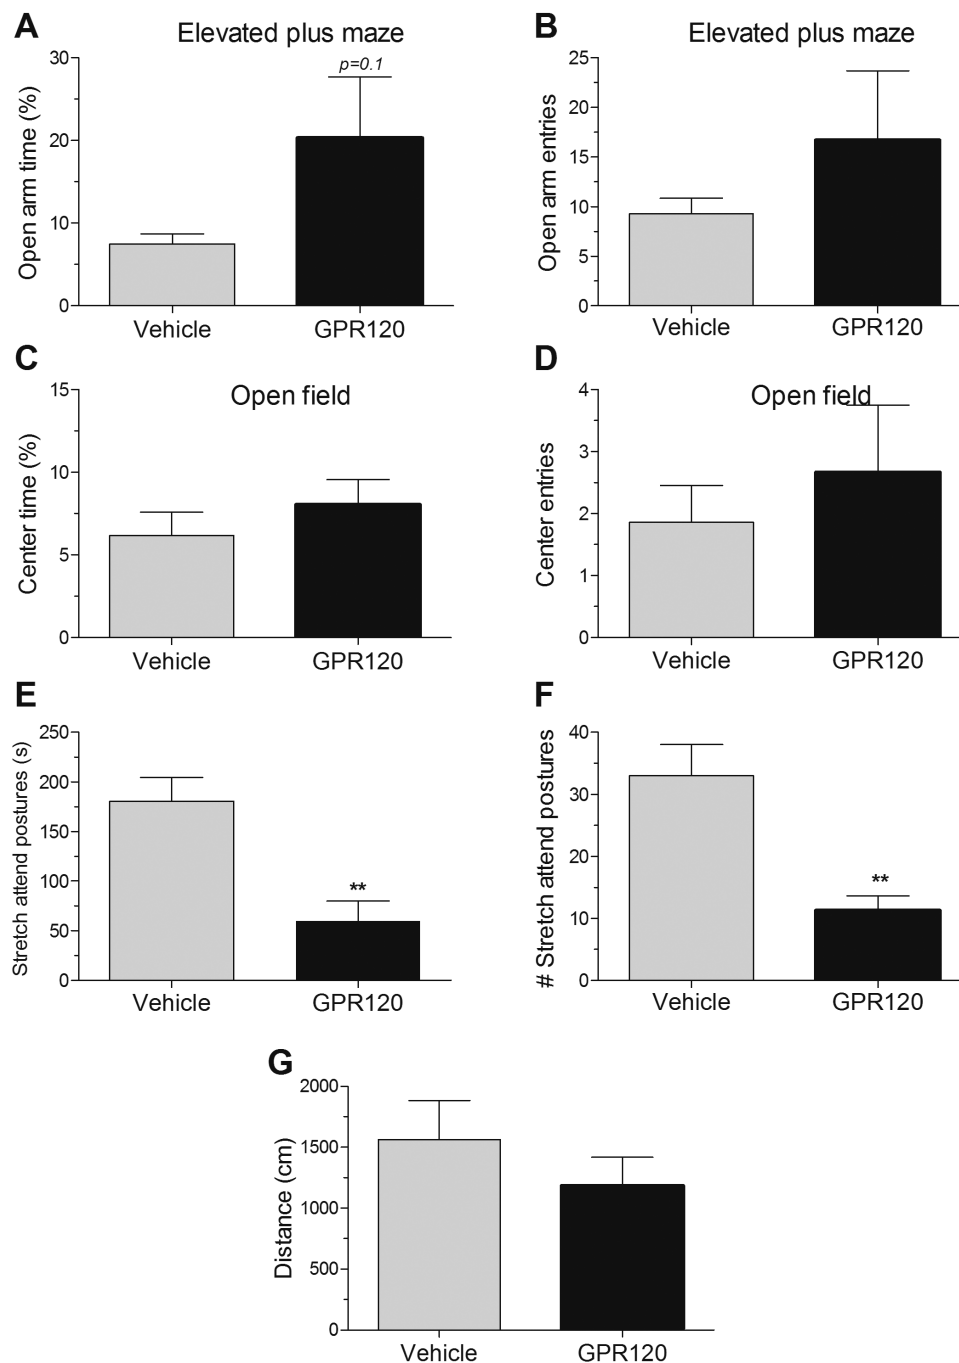 A
Elevated plus maze
Open arm time (%)
30
20
10
0
p=0.1
Vehicle
GPR120
B
Elevated plus maze
Open arm entries
25
20
15
10
5
0
Vehicle
GPR120
C
Open field
Center time (%)
15
10
5
0
Vehicle
GPR120
D
Open field
Center entries
4
3
2
1
0
Vehicle
GPR120
E
Stretch attend postures (s)
250
200
150
100
50
0
**
Vehicle
GPR120
F
# Stretch attend postures
40
30
20
10
0
**
Vehicle
GPR120
G
Distance (cm)
2000
1500
1000
500
0
Vehicle
GPR120